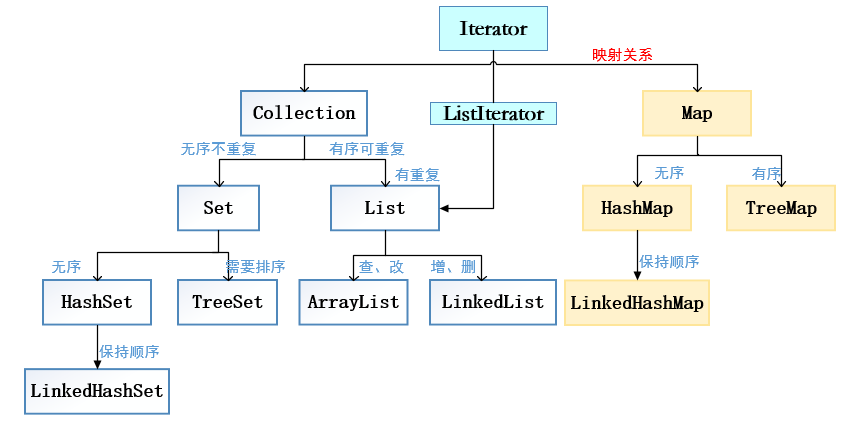 Iterator
映射关系
Collection
ListIterator
Map
无序不重复
有序可重复
有重复
无序
有序
Set
List
HashMap
TreeMap
无序
需要排序
查、改
增、删
保持顺序
HashSet
TreeSet
ArrayList
LinkedList
LinkedHashMap
保持顺序
LinkedHashSet